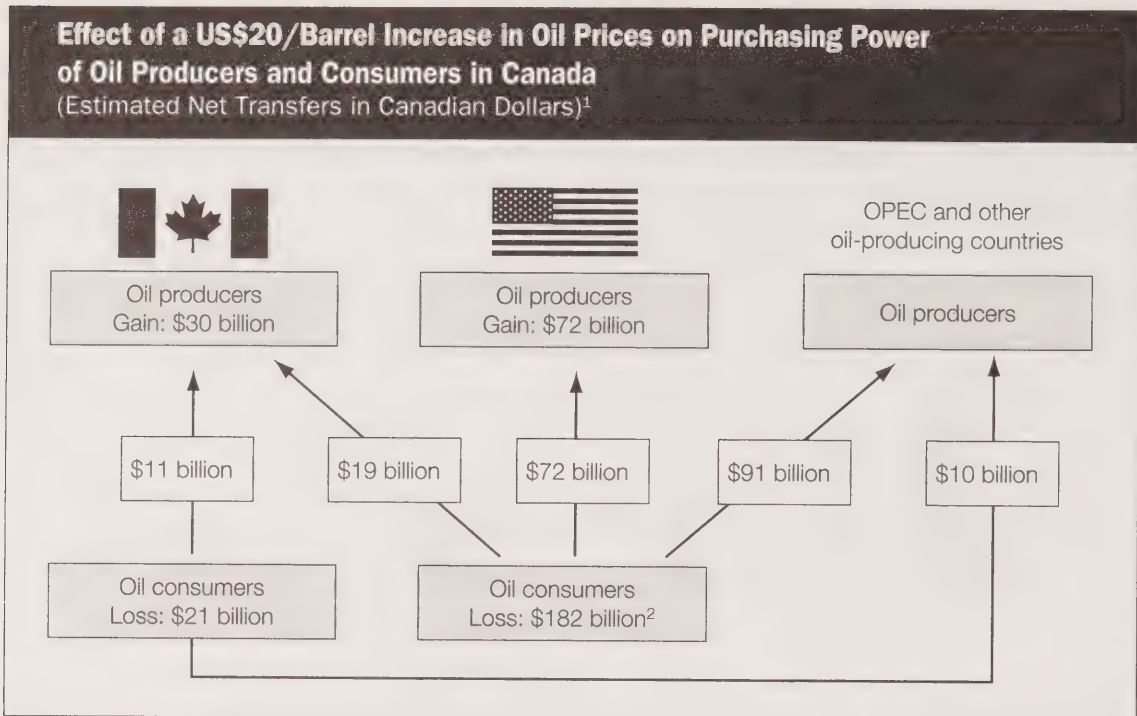 Effect of a US$20/Barrel Increase in Oil Prices on Purchasing Power
of Oil Producers and Consumers in Canada
(Estimated Net Transfers in Canadian Dollars)¹
OPEC and other
oil-producing countries
Oil producers
Gain: $30 billion
Oil producers
Gain: $72 billion
Oil producers
$11 billion
$19 billion
$72 billion
$91 billion
$10 billion
Oil consumers
Loss: $21 billion
Oil consumers
Loss: $182 billion²